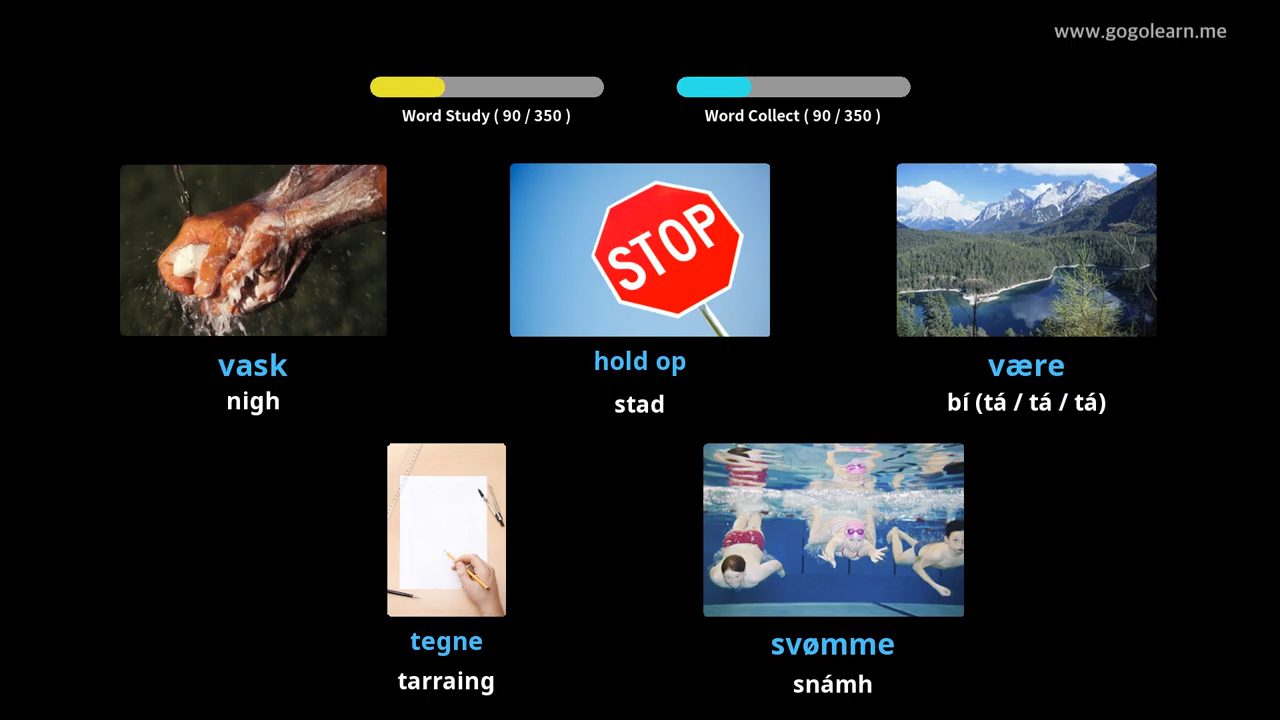 www.gogolearn.me
Word Study ( 90 / 350 )
Word Collect ( 90 / 350 )
STOP
vask
nigh
hold op
stad
være
bí (tá / tá / tá)
tegne
tarraing
svømme
snámh